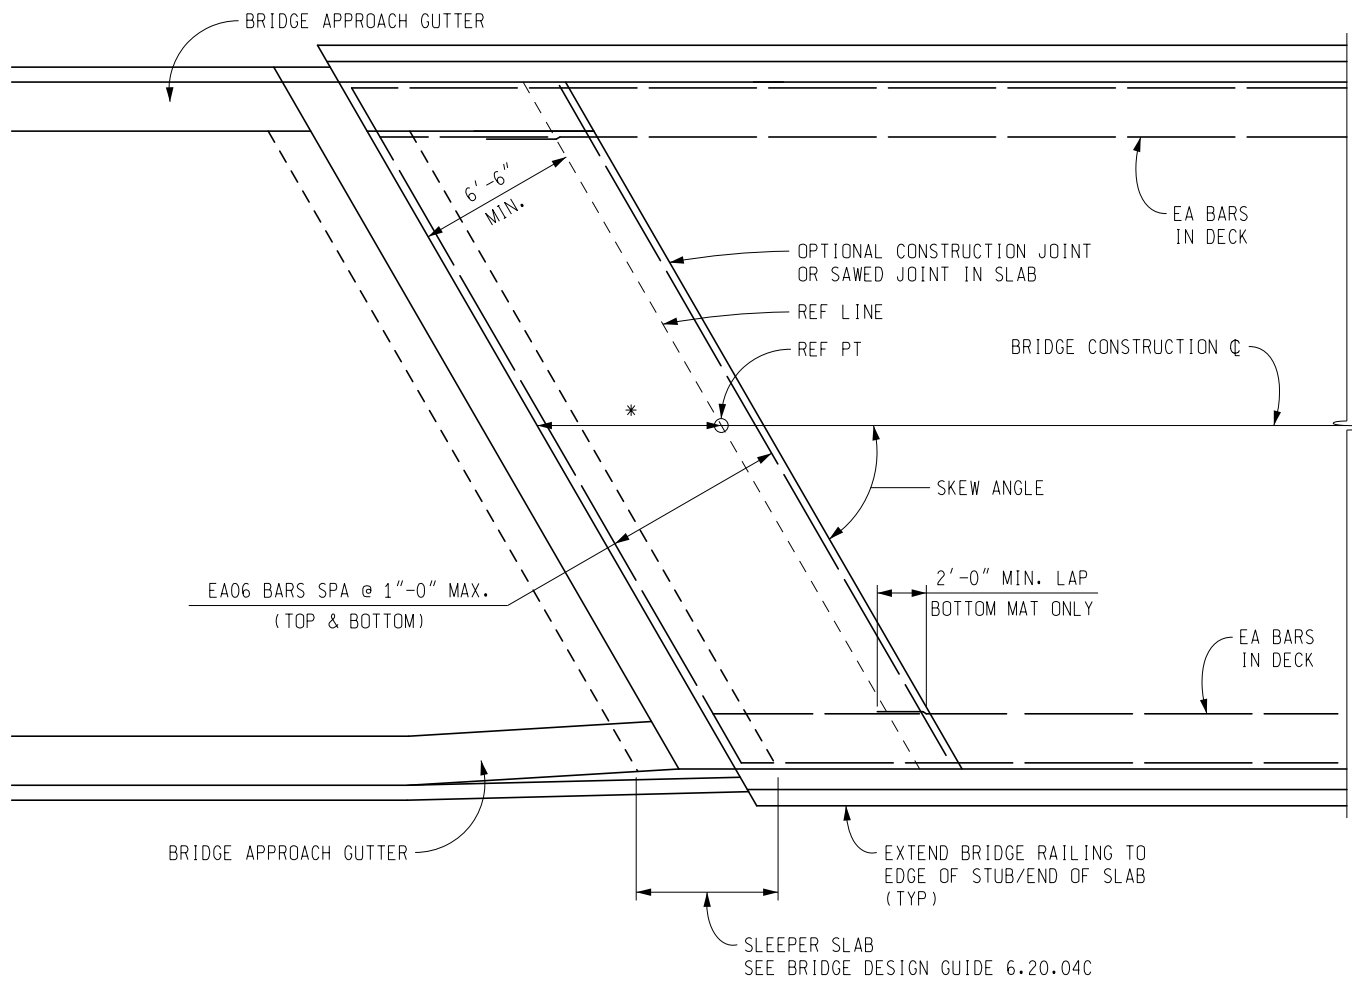 BRIDGE APPROACH GUTTER
6'-6"
MIN.
EA BARS
IN DECK
OPTIONAL CONSTRUCTION JOINT
OR SAWED JOINT IN SLAB
REF LINE
REF PT
BRIDGE CONSTRUCTION ℄
*
SKEW ANGLE
EA06 BARS SPA @ 1"-0" MAX.
(TOP & BOTTOM)
2'-0" MIN. LAP
BOTTOM MAT ONLY
EA BARS
IN DECK
BRIDGE APPROACH GUTTER
EXTEND BRIDGE RAILING TO
EDGE OF STUB/END OF SLAB
(TYP)
SLEEPER SLAB
SEE BRIDGE DESIGN GUIDE 6.20.04C